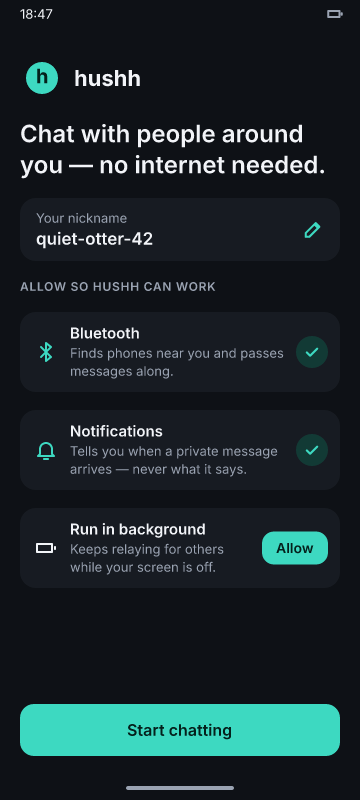 18:47
h hushh
Chat with people around
you — no internet needed.
Your nickname
quiet-otter-42
ALLOW SO HUSHH CAN WORK
Bluetooth
Finds phones near you and passes
messages along.
Notifications
Tells you when a private message
arrives — never what it says.
Run in background
Keeps relaying for others
while your screen is off.
Allow
Start chatting